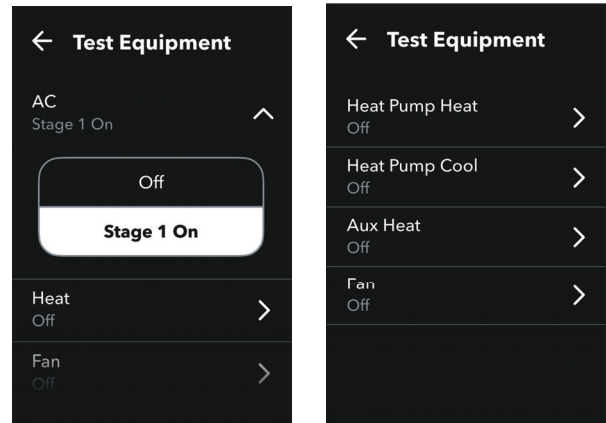 Test Equipment
AC
Stage 1 On
Off
Stage 1 On
Heat
Off
Fan
Off
Test Equipment
Heat Pump Heat
Off
Heat Pump Cool
Off
Aux Heat
Off
Fan
Off